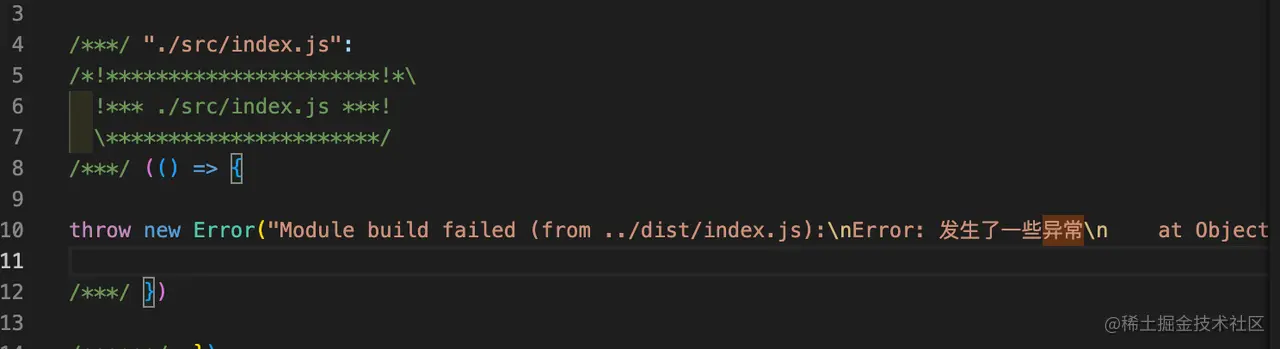 3
4 /***/ "./src/index.js":
5 /*!**********************!*\
6   !*** ./src/index.js ***!
7   \**********************/
8 /***/ (() => {
9
10 throw new Error("Module build failed (from ../dist/index.js):\nError: 发生了一些异常\n    at Object
11
12 /***/ })
13
@稀土掘金技术社区